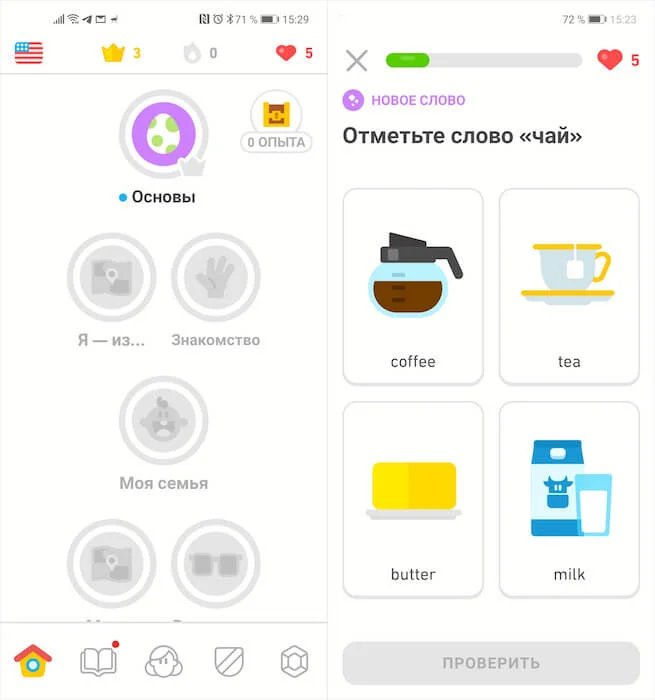 71 % 15:29
3
0
5
0 ОПЫТА
Основы
Я — из...
Знакомство
Моя семья
72 % 15:23
5
НОВОЕ СЛОВО
Отметьте слово «чай»
coffee
tea
butter
milk
ПРОВЕРИТЬ